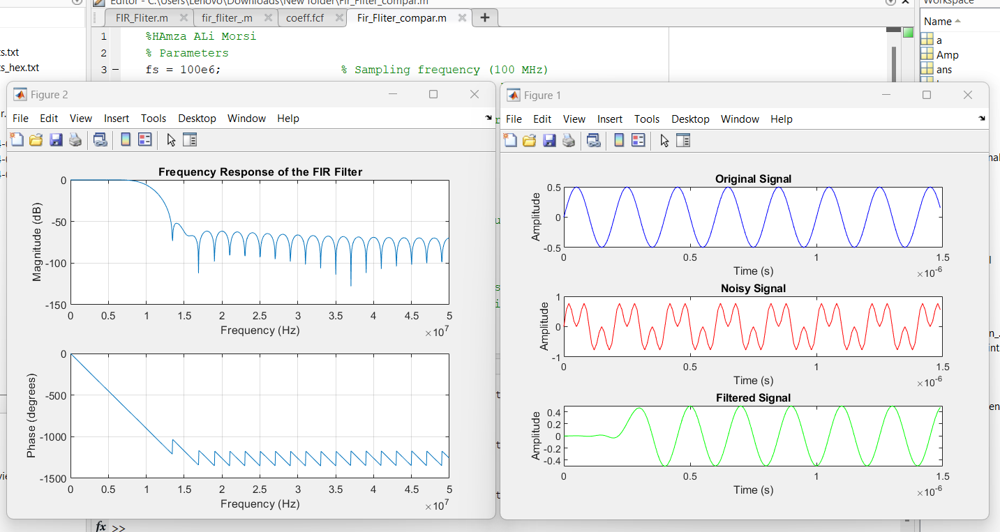 Editor - C:\Users\Lenovo\Downloads\New folder\Fir_Filter_compar.m
Workspace
FIR_Fliter.m
fir_fliter_.m
coeff.fcf
Fir_Fliter_compar.m
Name
s.txt
s_hex.txt
1 %HAmza ALi Morsi
2 % Parameters
3 fs = 100e6; % Sampling frequency (100 MHz)
a
Amp
ans
Figure 2
File Edit View Insert Tools Desktop Window Help
Frequency Response of the FIR Filter
Magnitude (dB)
0
-50
-100
-150
0 0.5 1 1.5 2 2.5 3 3.5 4 4.5 5
Frequency (Hz)
×10^7
Phase (degrees)
0
-500
-1000
-1500
0 0.5 1 1.5 2 2.5 3 3.5 4 4.5 5
Frequency (Hz)
×10^7
Figure 1
File Edit View Insert Tools Desktop Window Help
Original Signal
Amplitude
0.5
0
-0.5
0 0.5 1 1.5
Time (s)
×10^-6
Noisy Signal
Amplitude
1
0
-1
0 0.5 1 1.5
Time (s)
×10^-6
Filtered Signal
Amplitude
0.4
0.2
0
-0.2
-0.4
0 0.5 1 1.5
Time (s)
×10^-6
fx >>